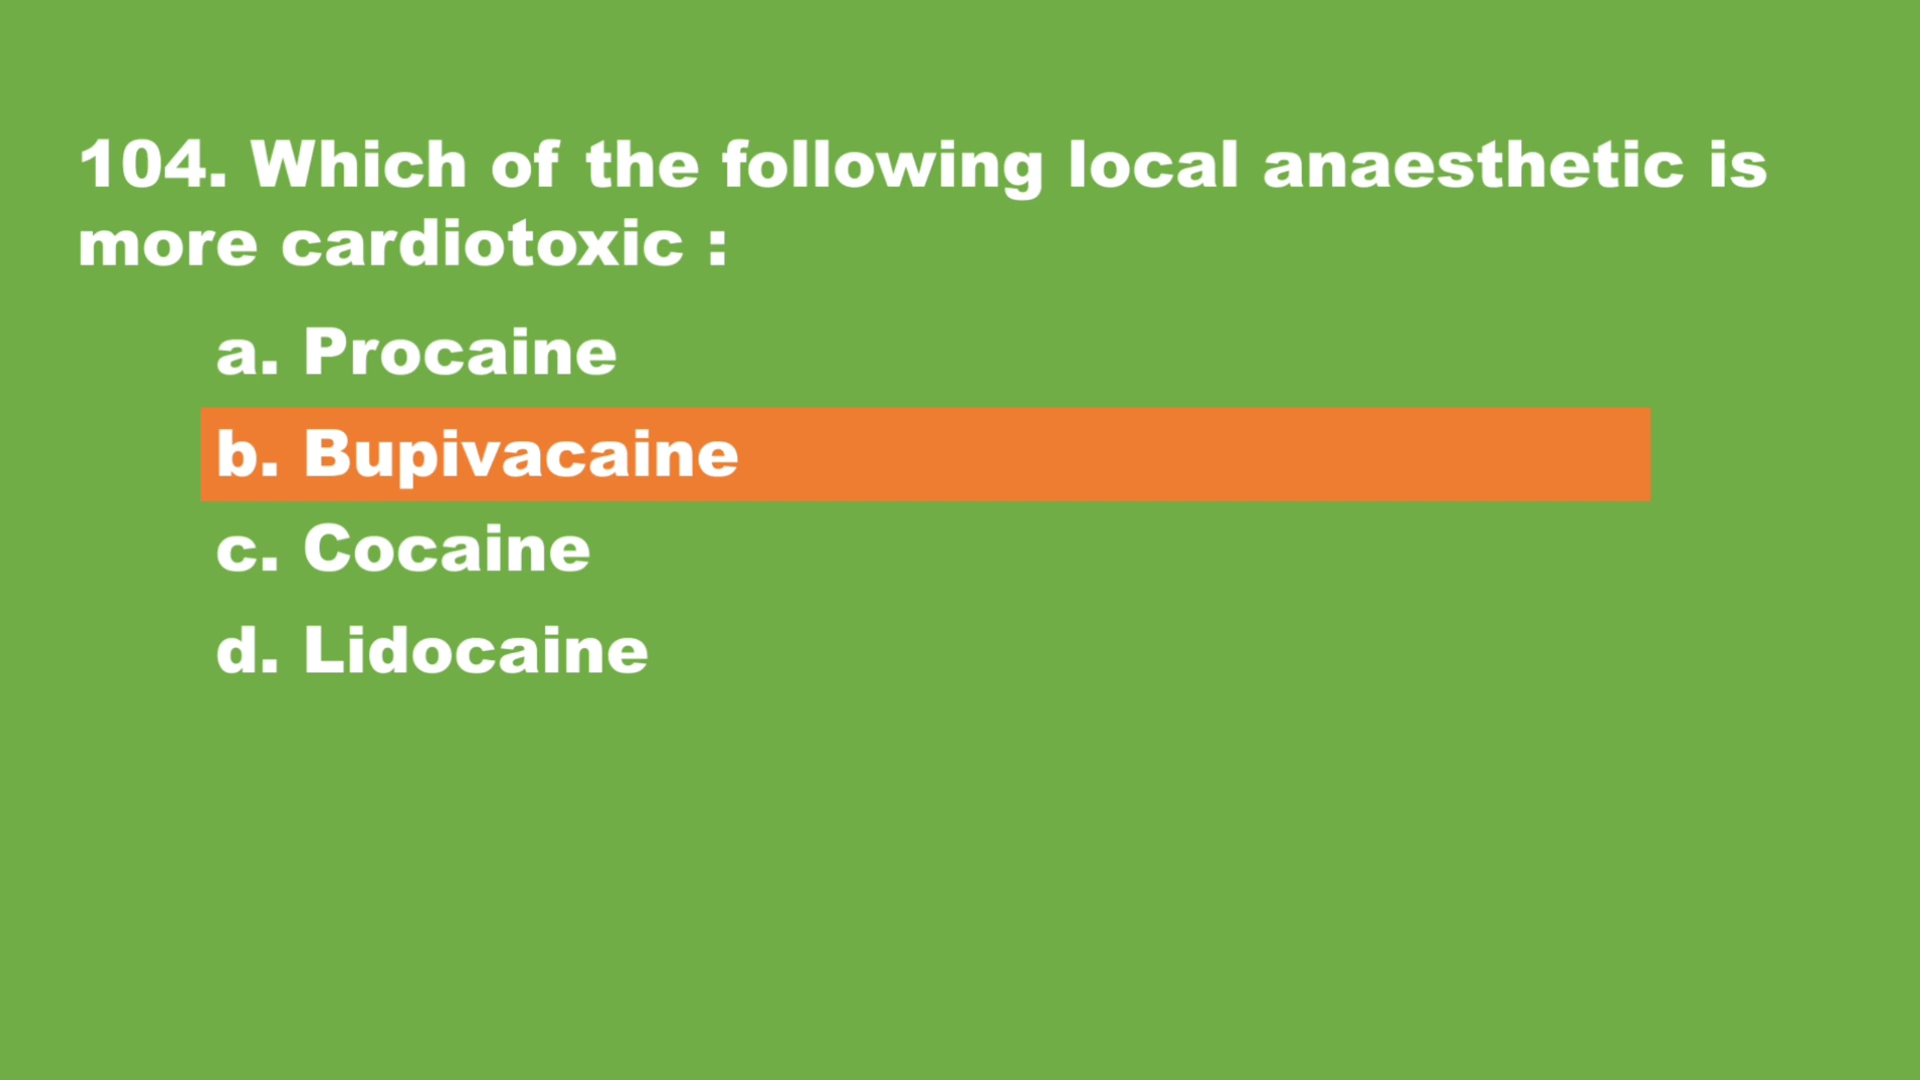 104. Which of the following local anaesthetic is
more cardiotoxic :
a. Procaine
b. Bupivacaine
c. Cocaine
d. Lidocaine